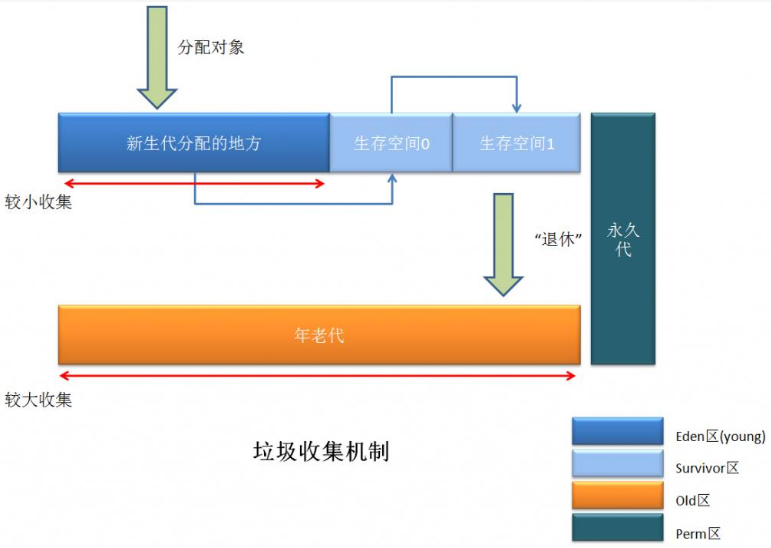 分配对象
新生代分配的地方
生存空间0
生存空间1
较小收集
“退休”
永久
代
年老代
较大收集
垃圾收集机制
Eden区(young)
Survivor区
Old区
Perm区